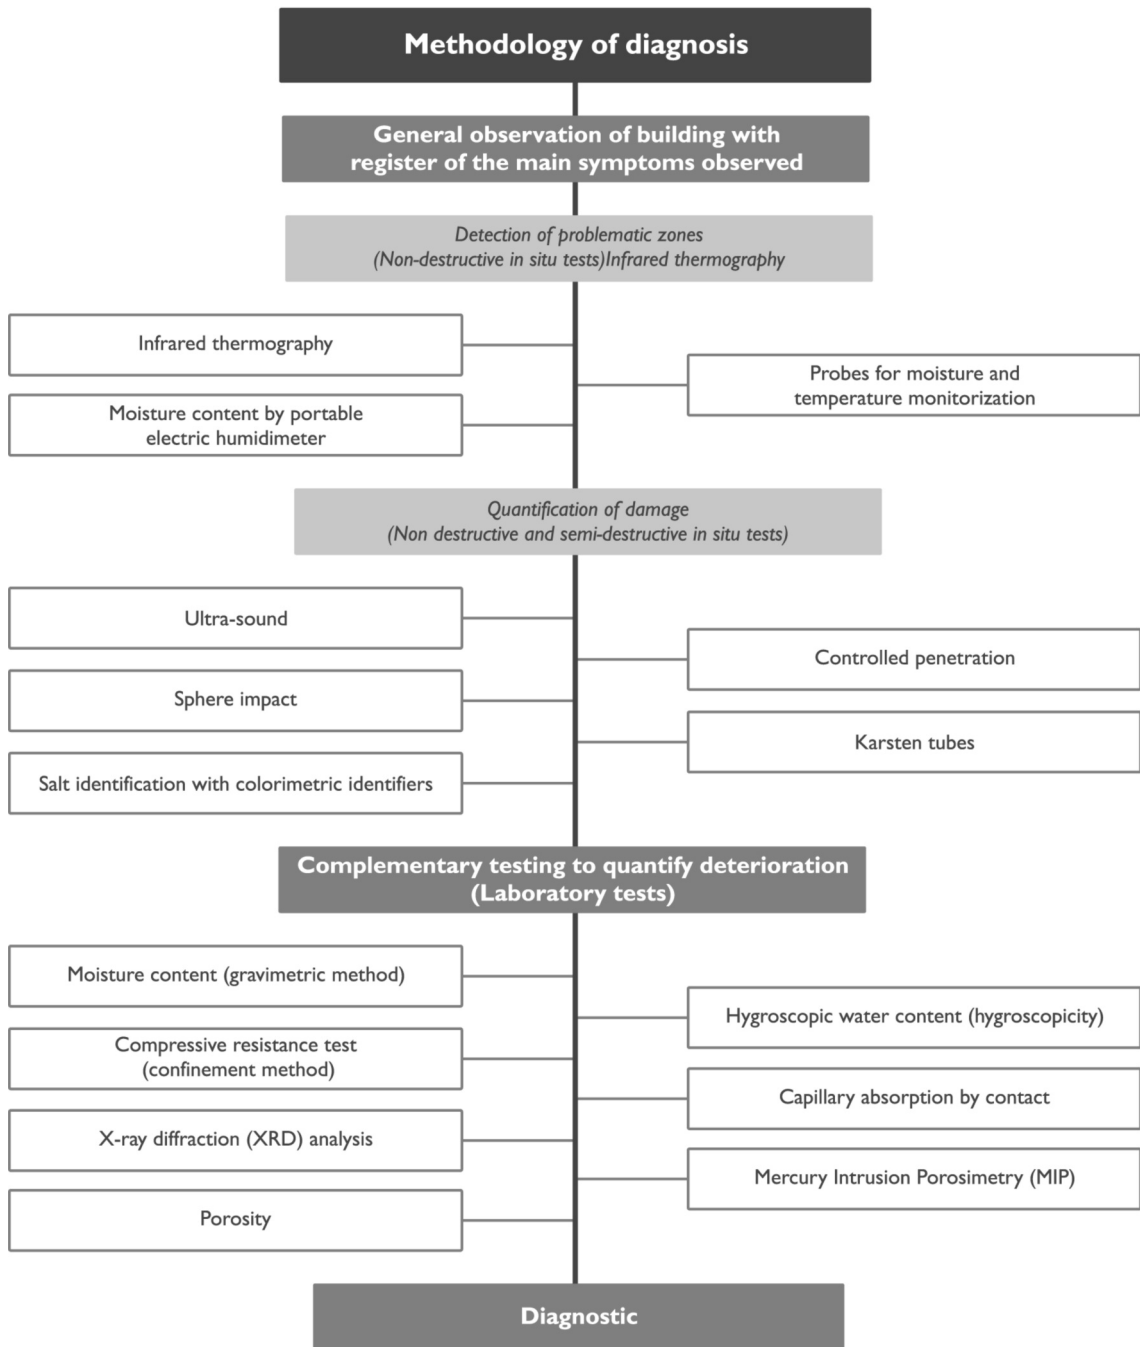 Methodology of diagnosis
General observation of building with
register of the main symptoms observed
Detection of problematic zones
(Non-destructive in situ tests)Infrared thermography
Infrared thermography
Probes for moisture and
temperature monitorization
Moisture content by portable
electric humidimeter
Quantification of damage
(Non destructive and semi-destructive in situ tests)
Ultra-sound
Controlled penetration
Sphere impact
Karsten tubes
Salt identification with colorimetric identifiers
Complementary testing to quantify deterioration
(Laboratory tests)
Moisture content (gravimetric method)
Hygroscopic water content (hygroscopicity)
Compressive resistance test
(confinement method)
Capillary absorption by contact
X-ray diffraction (XRD) analysis
Mercury Intrusion Porosimetry (MIP)
Porosity
Diagnostic